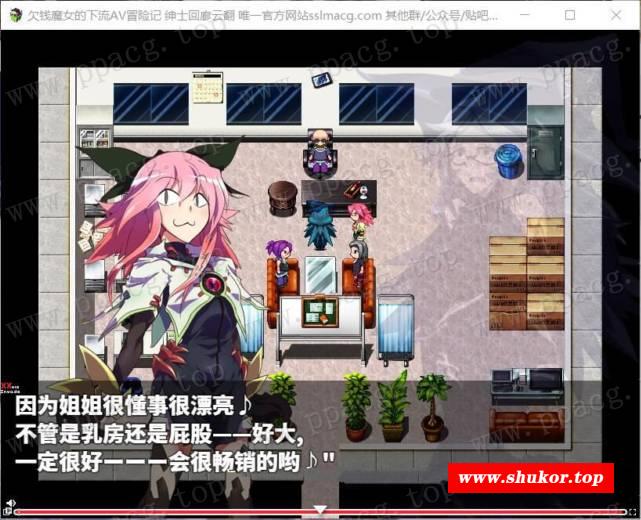 欠钱魔女的下流AV冒险记 绅士回廊云翻 唯一官方网站sslmacg.com 其他群/公众号/贴吧...
www.ppacg.top
因为姐姐很懂事很漂亮♪
不管是乳房还是屁股——好大,
一定很好ーーー会很畅销的哟♪"
www.shukor.top